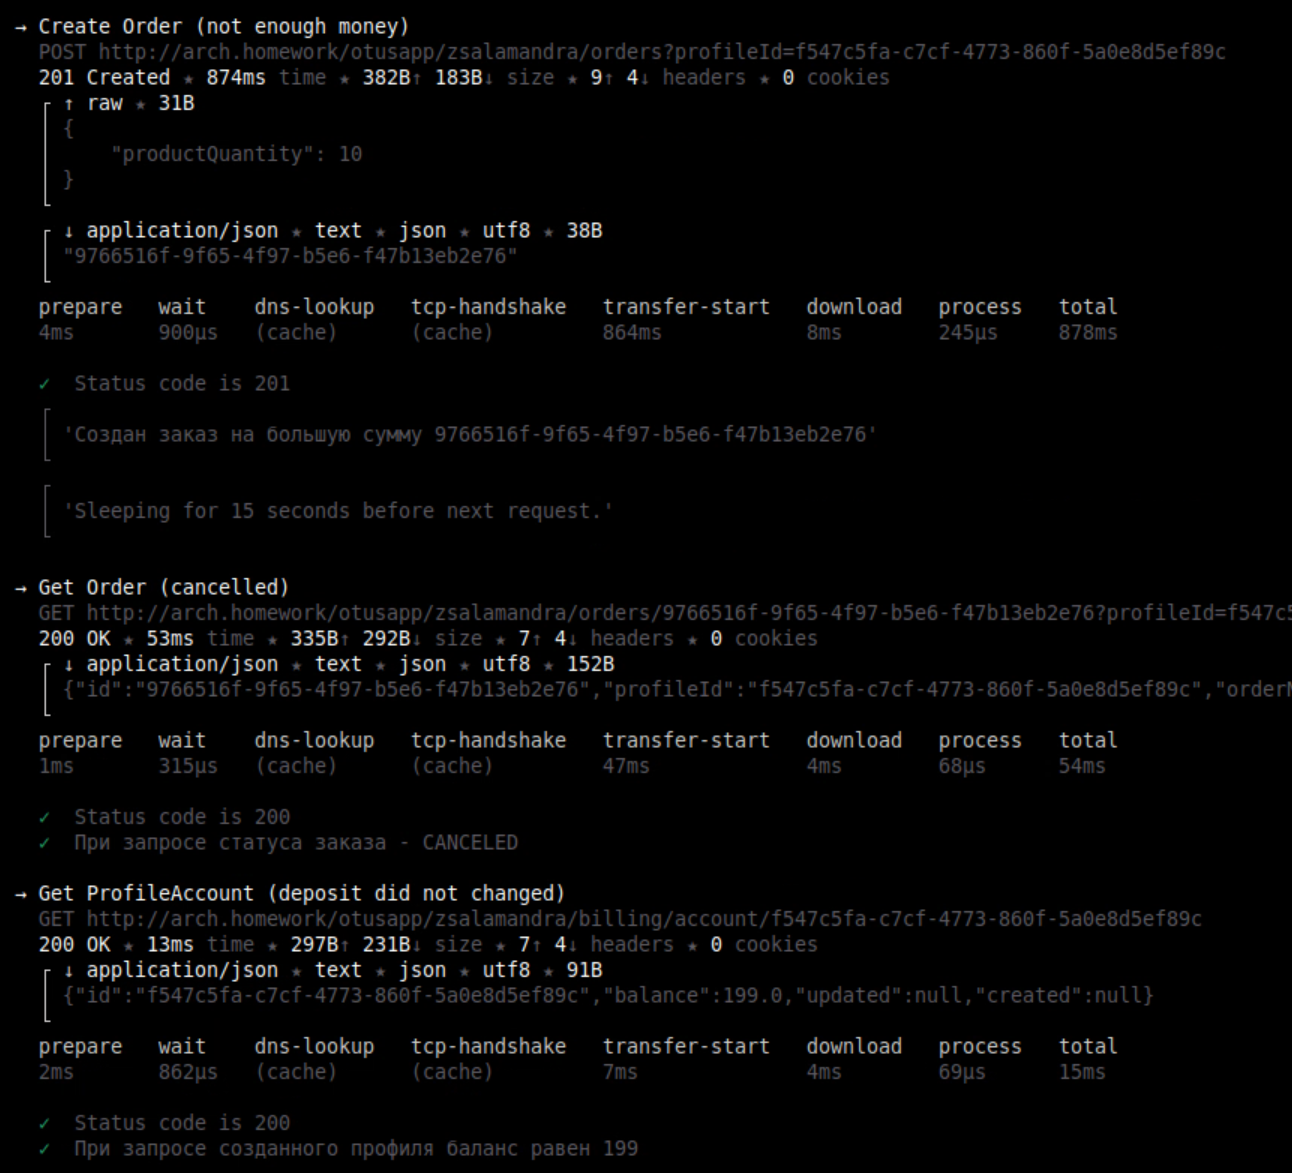 → Create Order (not enough money)
POST http://arch.homework/otusapp/zsalamandra/orders?profileId=f547c5fa-c7cf-4773-860f-5a0e8d5ef89c
201 Created ★ 874ms time ★ 382B↑ 183B↓ size ★ 9↑ 4↓ headers ★ 0 cookies
↑ raw ★ 31B
{
"productQuantity": 10
}
↓ application/json ★ text ★ json ★ utf8 ★ 38B
"9766516f-9f65-4f97-b5e6-f47b13eb2e76"
prepare wait dns-lookup tcp-handshake transfer-start download process total
4ms 900µs (cache) (cache) 864ms 8ms 245µs 878ms
✓ Status code is 201
'Создан заказ на большую сумму 9766516f-9f65-4f97-b5e6-f47b13eb2e76'
'Sleeping for 15 seconds before next request.'
→ Get Order (cancelled)
GET http://arch.homework/otusapp/zsalamandra/orders/9766516f-9f65-4f97-b5e6-f47b13eb2e76?profileId=f547c5
200 OK ★ 53ms time ★ 335B↑ 292B↓ size ★ 7↑ 4↓ headers ★ 0 cookies
↓ application/json ★ text ★ json ★ utf8 ★ 152B
{"id":"9766516f-9f65-4f97-b5e6-f47b13eb2e76","profileId":"f547c5fa-c7cf-4773-860f-5a0e8d5ef89c","orderN
prepare wait dns-lookup tcp-handshake transfer-start download process total
1ms 315µs (cache) (cache) 47ms 4ms 68µs 54ms
✓ Status code is 200
✓ При запросе статуса заказа - CANCELED
→ Get ProfileAccount (deposit did not changed)
GET http://arch.homework/otusapp/zsalamandra/billing/account/f547c5fa-c7cf-4773-860f-5a0e8d5ef89c
200 OK ★ 13ms time ★ 297B↑ 231B↓ size ★ 7↑ 4↓ headers ★ 0 cookies
↓ application/json ★ text ★ json ★ utf8 ★ 91B
{"id":"f547c5fa-c7cf-4773-860f-5a0e8d5ef89c","balance":199.0,"updated":null,"created":null}
prepare wait dns-lookup tcp-handshake transfer-start download process total
2ms 862µs (cache) (cache) 7ms 4ms 69µs 15ms
✓ Status code is 200
✓ При запросе созданного профиля баланс равен 199